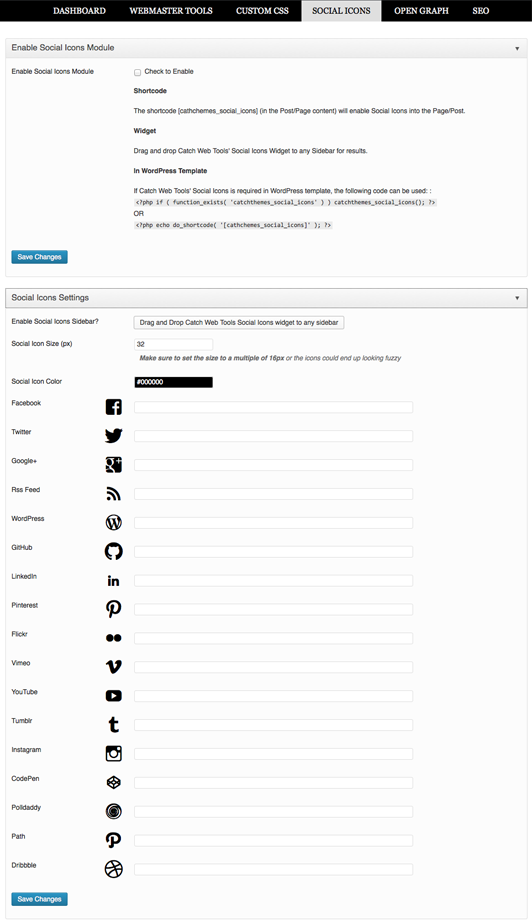 DASHBOARD WEBMASTER TOOLS CUSTOM CSS SOCIAL ICONS OPEN GRAPH SEO
Enable Social Icons Module
Enable Social Icons Module Check to Enable
Shortcode
The shortcode [cathchemes_social_icons] (in the Post/Page content) will enable Social Icons into the Page/Post.
Widget
Drag and drop Catch Web Tools' Social Icons Widget to any Sidebar for results.
In WordPress Template
If Catch Web Tools' Social Icons is required in WordPress template, the following code can be used: :
<?php if ( function_exists( 'catchthemes_social_icons' ) ) catchthemes_social_icons(); ?>
OR
<?php echo do_shortcode( '[cathchemes_social_icons]' ); ?>
Save Changes
Social Icons Settings
Enable Social Icons Sidebar? Drag and Drop Catch Web Tools Social Icons widget to any sidebar
Social Icon Size (px) 32
Make sure to set the size to a multiple of 16px or the icons could end up looking fuzzy
Social Icon Color #000000
Facebook
Twitter
Google+
Rss Feed
WordPress
GitHub
LinkedIn
Pinterest
Flickr
Vimeo
YouTube
Tumblr
Instagram
CodePen
Polldaddy
Path
Dribbble
Save Changes